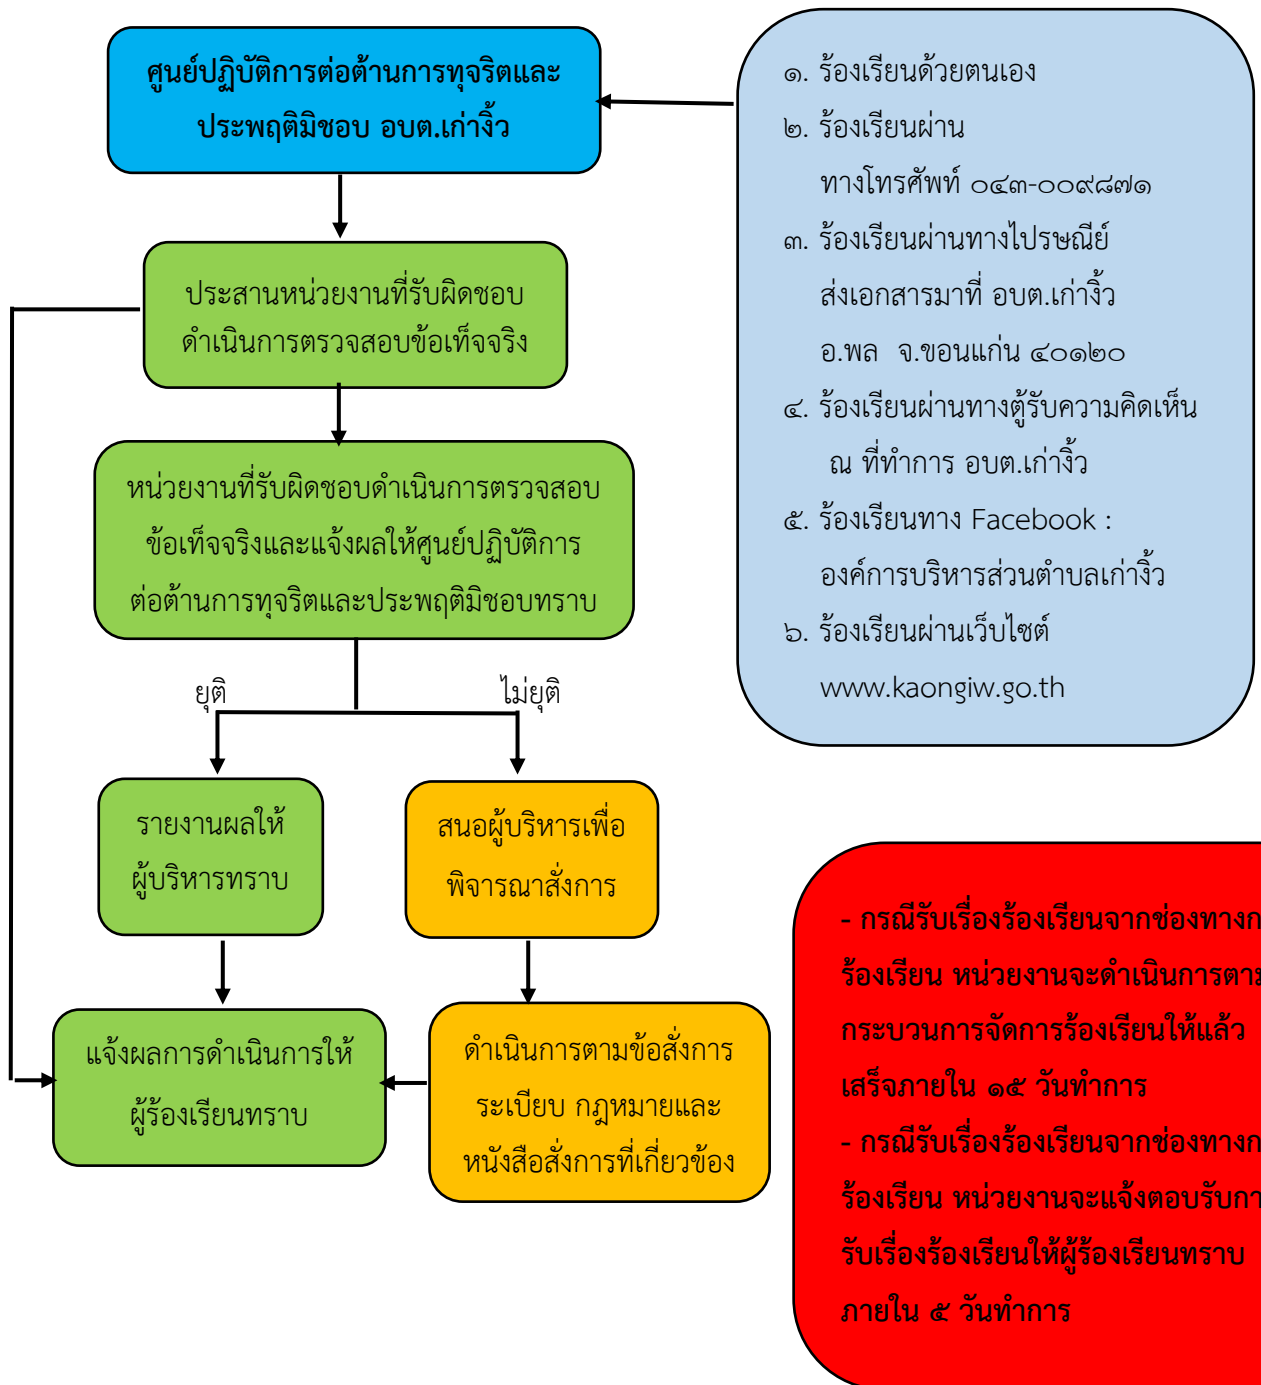 ศูนย์ปฏิบัติการต่อต้านการทุจริตและ
ประพฤติมิชอบ อบต.เก่างิ้ว
๑. ร้องเรียนด้วยตนเอง
๒. ร้องเรียนผ่าน
ทางโทรศัพท์ ๐๔๓-๐๐๙๘๗๑
๓. ร้องเรียนผ่านทางไปรษณีย์
ส่งเอกสารมาที่ อบต.เก่างิ้ว
อ.พล จ.ขอนแก่น ๔๐๑๒๐
๔. ร้องเรียนผ่านทางตู้รับความคิดเห็น
ณ ที่ทำการ อบต.เก่างิ้ว
๕. ร้องเรียนทาง Facebook :
องค์การบริหารส่วนตำบลเก่างิ้ว
๖. ร้องเรียนผ่านเว็บไซต์
www.kaongiw.go.th
ประสานหน่วยงานที่รับผิดชอบ
ดำเนินการตรวจสอบข้อเท็จจริง
หน่วยงานที่รับผิดชอบดำเนินการตรวจสอบ
ข้อเท็จจริงและแจ้งผลให้ศูนย์ปฏิบัติการ
ต่อต้านการทุจริตและประพฤติมิชอบทราบ
ยุติ
ไม่ยุติ
รายงานผลให้
ผู้บริหารทราบ
สนอผู้บริหารเพื่อ
พิจารณาสั่งการ
แจ้งผลการดำเนินการให้
ผู้ร้องเรียนทราบ
ดำเนินการตามข้อสั่งการ
ระเบียบ กฎหมายและ
หนังสือสั่งการที่เกี่ยวข้อง
- กรณีรับเรื่องร้องเรียนจากช่องทาง
ร้องเรียน หน่วยงานจะดำเนินการตาม
กระบวนการจัดการร้องเรียนให้แล้ว
เสร็จภายใน ๑๕ วันทำการ
- กรณีรับเรื่องร้องเรียนจากช่องทาง
ร้องเรียน หน่วยงานจะแจ้งตอบรับ
รับเรื่องร้องเรียนให้ผู้ร้องเรียนทราบ
ภายใน ๕ วันทำการ